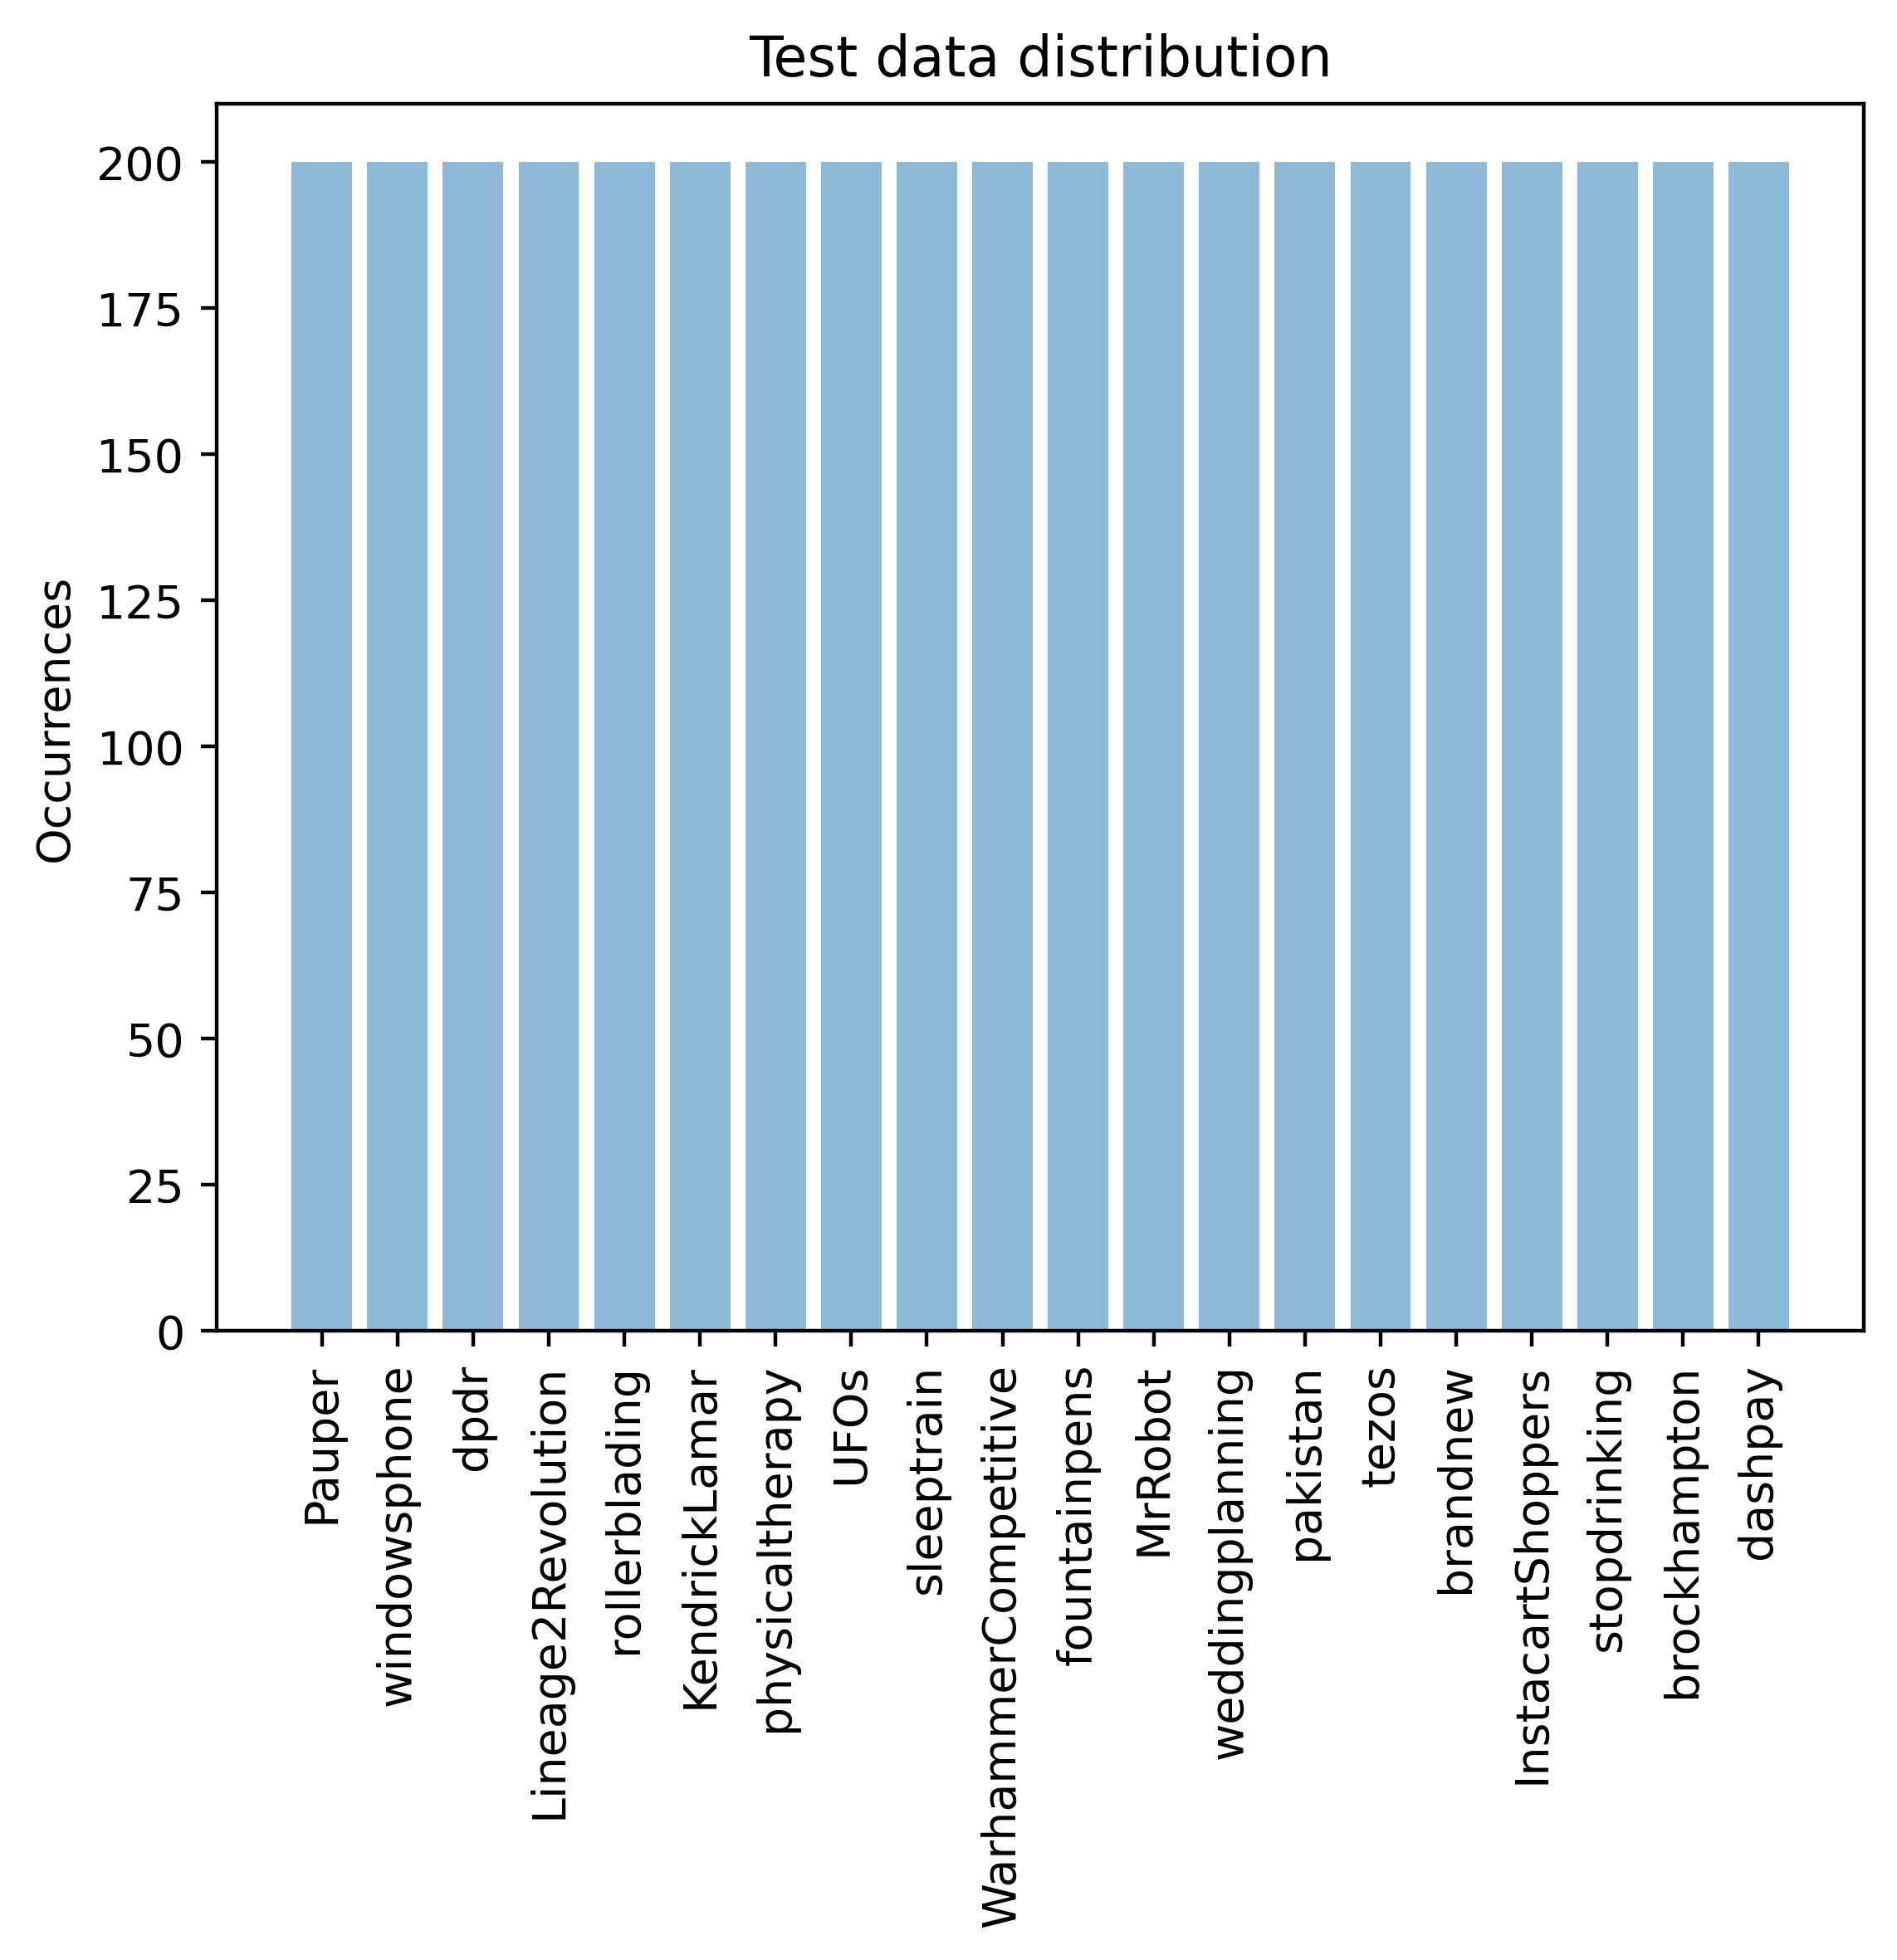 Test data distribution
Occurrences
200
175
150
125
100
75
50
25
0
Pauper
windowsphone
dpdr
Lineage2Revolution
rollerblading
KendrickLamar
physicaltherapy
UFOs
sleeptrain
WarhammerCompetitive
fountainpens
MrRobot
weddingplanning
pakistan
tezos
brandnew
InstacartShoppers
stopdrinking
brockhampton
dashpay